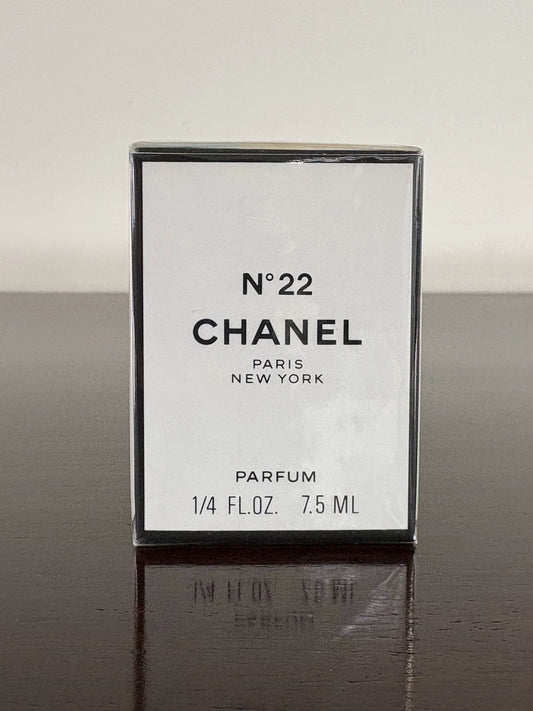 N°22
CHANEL
PARIS
NEW YORK
PARFUM
1/4 FL.OZ. 7.5 ML